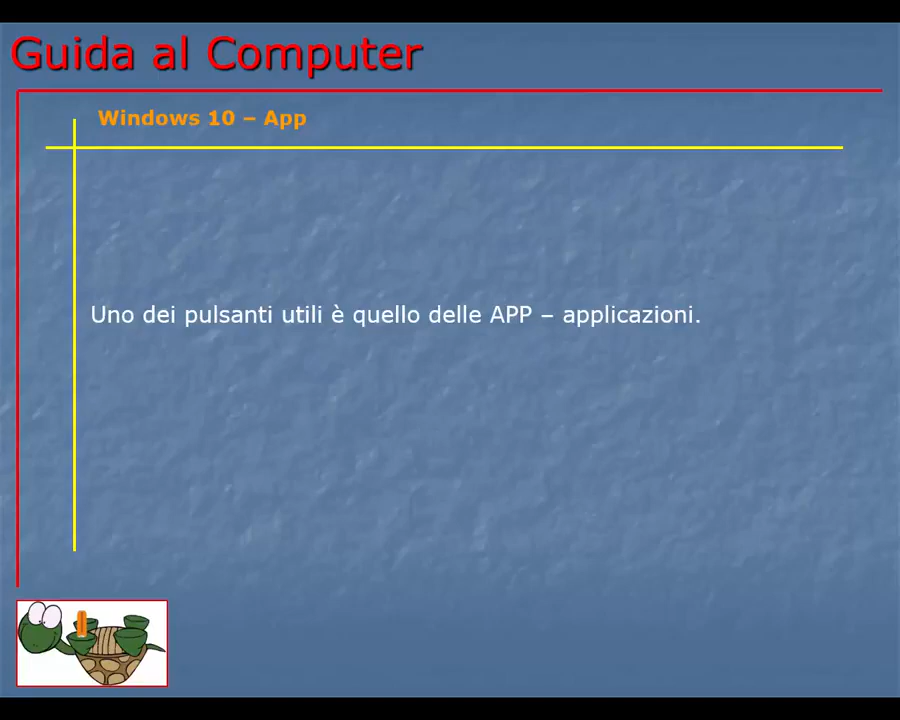 Guida al Computer
Windows 10 – App
Uno dei pulsanti utili è quello delle APP – applicazioni.